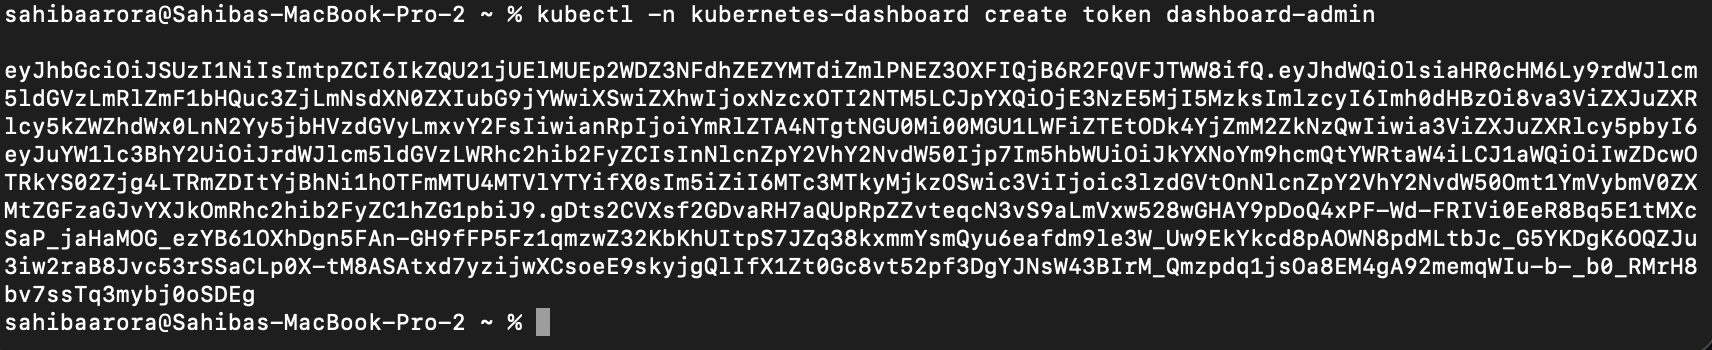 sahibaarora@Sahibas-MacBook-Pro-2 ~ % kubectl -n kubernetes-dashboard create token dashboard-admin
eyJhbGciOiJSUzI1NiIsImtpZCI6IkZQU21jUElMUEp2WDZ3NFdhZEZYMTdiZmlPNEZ3OXFIQjB6R2FQVFJTWW8ifQ.eyJhdWQiOlsiaHR0cHM6Ly9rdWJlcm
5ldGVzLmRlZmF1bHQuc3ZjLmNsdXN0ZXIubG9jYWwiXSwiZXhwIjoxNzcxOTI2NTM5LCJpYXQiOjE3NzE5MjI5MzksImlzcyI6Imh0dHBzOi8va3ViZXJuZXR
lcy5kZWZhdWx0LnN2Yy5jbHVzdGVyLmxvY2FsIiwianRpIjoiYmRlZTA4NTgtNGU0Mi00MGU1LWFiZTEtODk4YjZmM2ZkNzQwIiwia3ViZXJuZXRlcy5pbyI6
eyJuYW1lc3BhY2UiOiJrdWJlcm5ldGVzLWRhc2hib2FyZCIsInNlcnZpY2VhY2NvdW50Ijp7Im5hbWUiOiJkYXNoYm9hcmQtYWRtaW4iLCJ1aWQiOiIwZDcwO
TRkYS02Zjg4LTRmZDItYjBhNi1hOTFmMTU4MTVlYTYifX0sIm5iZiI6MTc3MTkyMjkzOSwic3ViIjoic3lzdGVtOnNlcnZpY2VhY2NvdW50Omt1YmVybmV0ZX
MtZGFzaGJvYXJkOmRhc2hib2FyZC1hZG1pbiJ9.gDts2CVXsf2GDvaRH7aQUpRpZZvteqcN3vS9aLmVxw528wGHAY9pDoQ4xPF-Wd-FRIVi0EeR8Bq5E1tMXc
SaP_jaHaMOG_ezYB61OXhDgn5FAn-GH9fFP5Fz1qmzwZ32KbKhUItpS7JZq38kxmmYsmQyu6eafdm9le3W_Uw9EkYkcd8pAOWN8pdMLtbJc_G5YKDgK6OQZJu
3iw2raB8Jvc53rSSaCLp0X-tM8ASAtxd7yzijwXCsoeE9skyjgQlIfX1Zt0Gc8vt52pf3DgYJNsW43BIrM_Qmzpdq1jsOa8EM4gA92memqWIu-b-_b0_RMrH8
bv7ssTq3mybj0oSDEg
sahibaarora@Sahibas-MacBook-Pro-2 ~ %